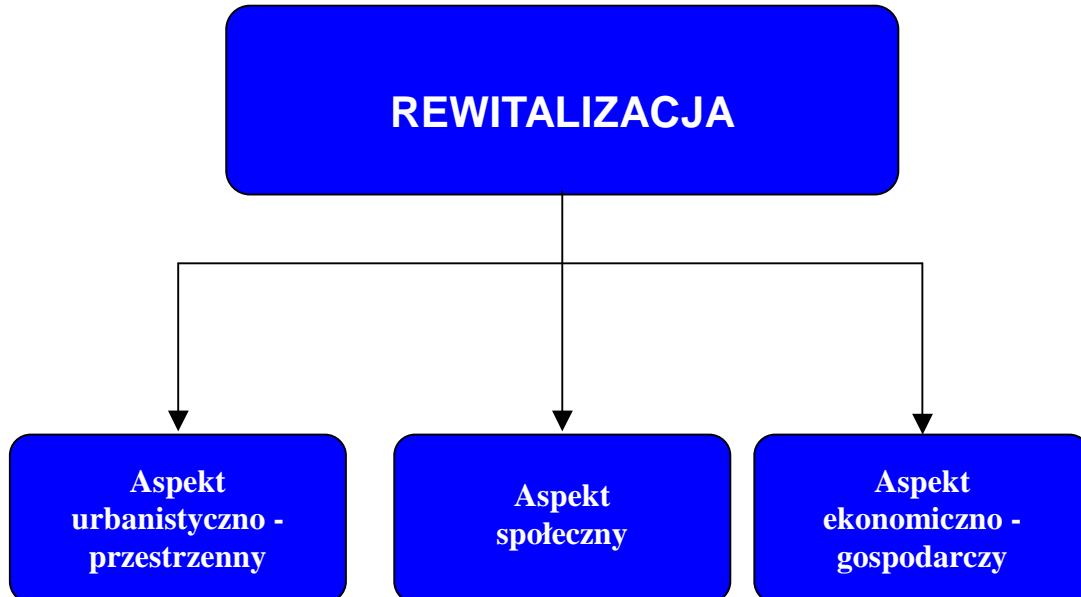 REWITALIZACJA
Aspekt
urbanistyczno -
przestrzenny
Aspekt
społeczny
Aspekt
ekonomiczno -
gospodarczy